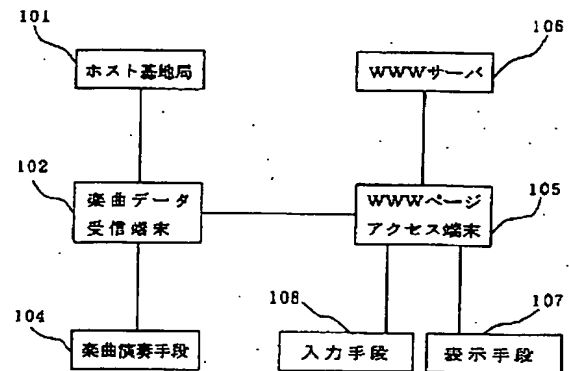 101
ホスト基地局
106
WWWサーバ
102
楽曲データ
受信端末
WWWページ
アクセス端末
105
104
楽曲演奏手段
108
入力手段
107
表示手段